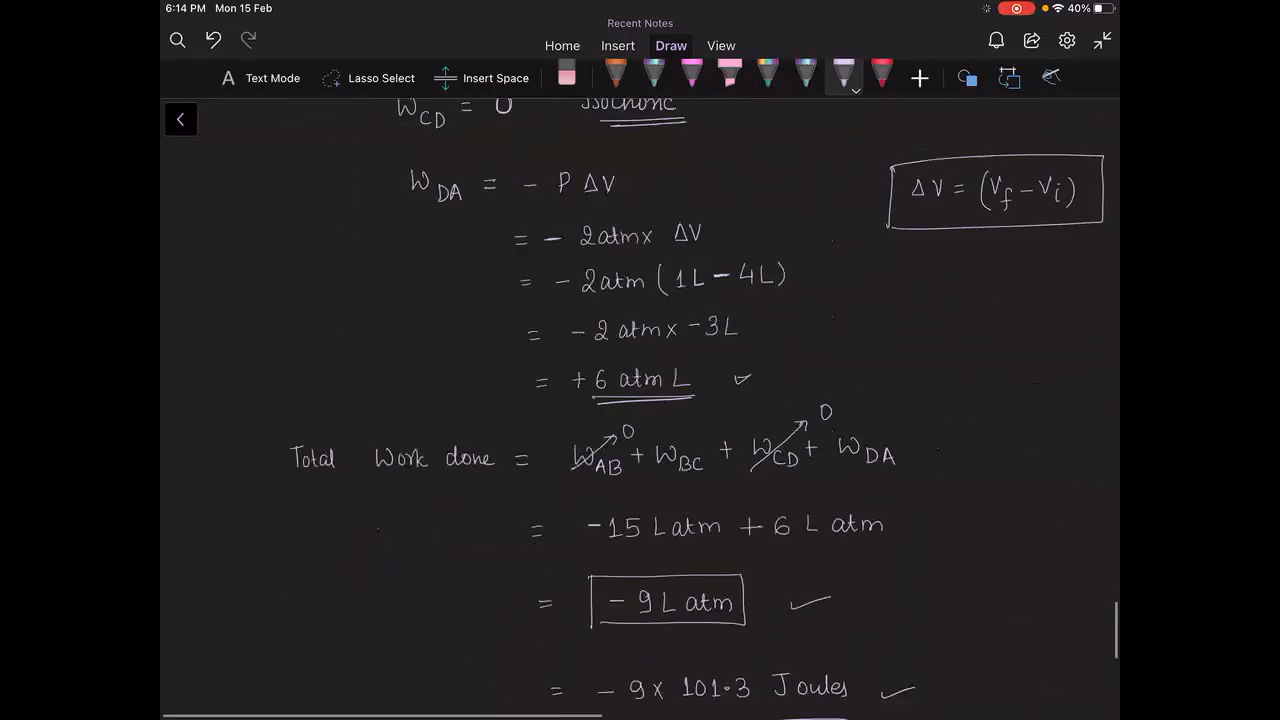 6:14 PM Mon 15 Feb
40%
Recent Notes
Home Insert Draw View
Text Mode Lasso Select Insert Space
W_CD = 0 Isochoric
W_DA = - P ΔV
ΔV = (V_f - V_i)
= - 2atm x ΔV
= - 2atm (1L - 4L)
= - 2 atm x -3L
= + 6 atm L
0 0
Total Work done = W_AB + W_BC + W_CD + W_DA
= -15 L atm + 6 L atm
= - 9 L atm
= - 9 x 101.3 Joules